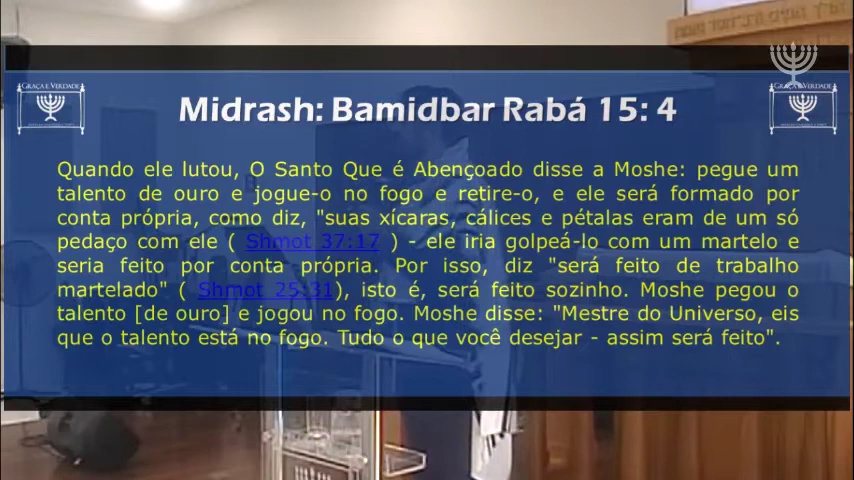 GRAÇA E VERDADE
GRAÇA E VERDADE
Midrash: Bamidbar Rabá 15: 4
Quando ele lutou, O Santo Que é Abençoado disse a Moshe: pegue um
talento de ouro e jogue-o no fogo e retire-o, e ele será formado por
conta própria, como diz, "suas xícaras, cálices e pétalas eram de um só
pedaço com ele ( Shmot 37:17 ) - ele iria golpeá-lo com um martelo e
seria feito por conta própria. Por isso, diz "será feito de trabalho
martelado" ( Shmot 25:31), isto é, será feito sozinho. Moshe pegou o
talento [de ouro] e jogou no fogo. Moshe disse: "Mestre do Universo, eis
que o talento está no fogo. Tudo o que você desejar - assim será feito".